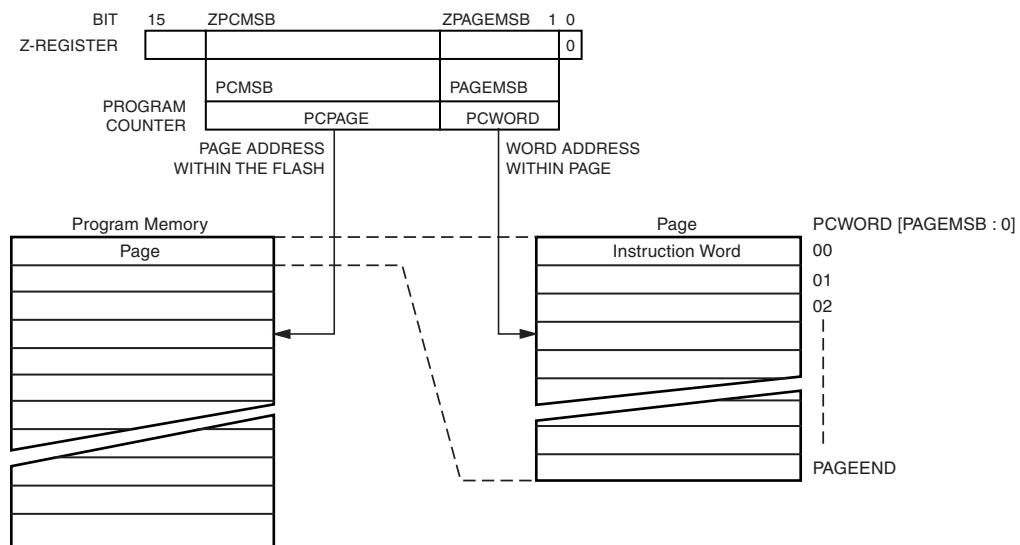 BIT 15 ZPCMSB ZPAGEMSB 1 0
Z-REGISTER 0
PCMSB PAGEMSB
PROGRAM
COUNTER
PCPAGE PCWORD
PAGE ADDRESS
WITHIN THE FLASH
WORD ADDRESS
WITHIN PAGE
Program Memory Page PCWORD [PAGEMSB : 0]
Page Instruction Word 00
01
02
PAGEEND